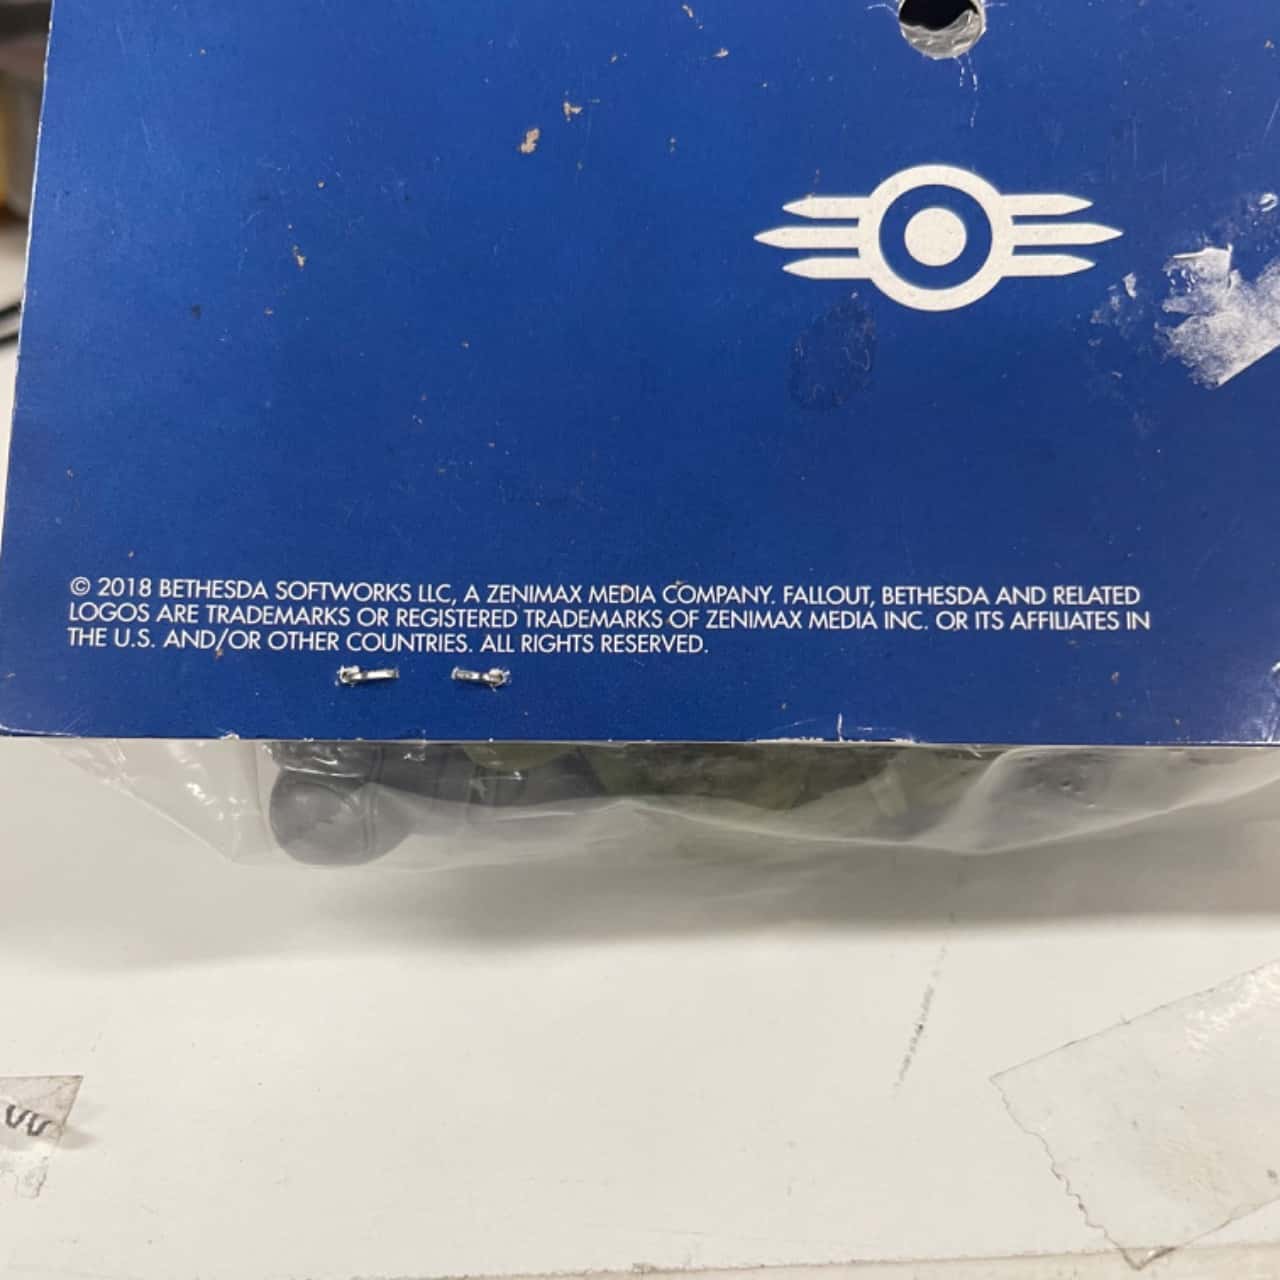 © 2018 BETHESDA SOFTWORKS LLC, A ZENIMAX MEDIA COMPANY. FALLOUT, BETHESDA AND RELATED
LOGOS ARE TRADEMARKS OR REGISTERED TRADEMARKS OF ZENIMAX MEDIA INC. OR ITS AFFILIATES IN
THE U.S. AND/OR OTHER COUNTRIES. ALL RIGHTS RESERVED.